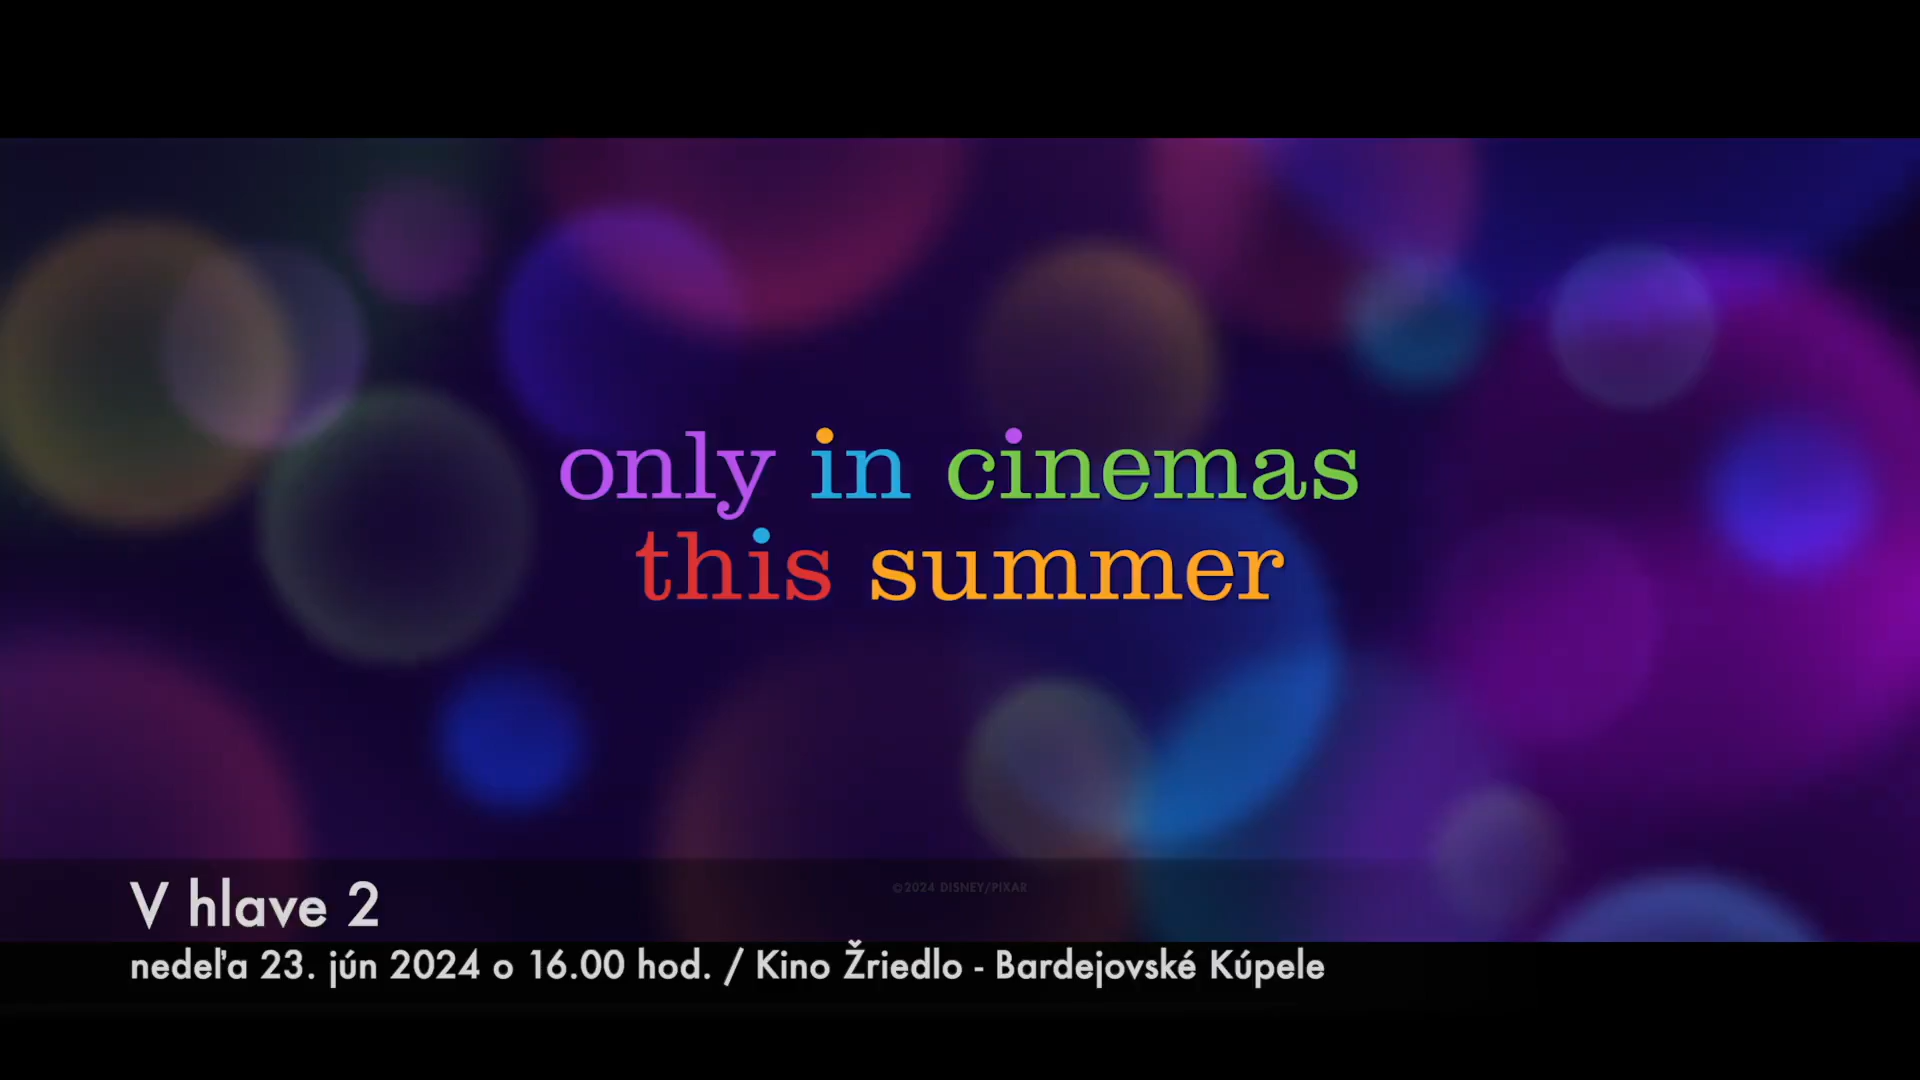 only in cinemas
this summer
©2024 DISNEY/PIXAR
V hlave 2
nedeľa 23. jún 2024 o 16.00 hod. / Kino Žriedlo - Bardejovské Kúpele